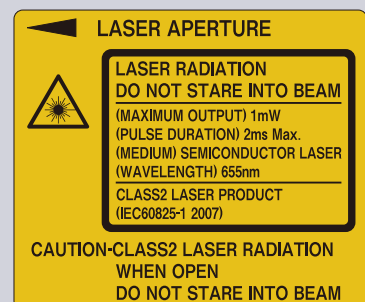 LASER APERTURE
LASER RADIATION
DO NOT STARE INTO BEAM
(MAXIMUM OUTPUT) 1mW
(PULSE DURATION) 2ms Max.
(MEDIUM) SEMICONDUCTOR LASER
(WAVELENGTH) 655nm
CLASS2 LASER PRODUCT
(IEC60825-1 2007)
CAUTION-CLASS2 LASER RADIATION
WHEN OPEN
DO NOT STARE INTO BEAM